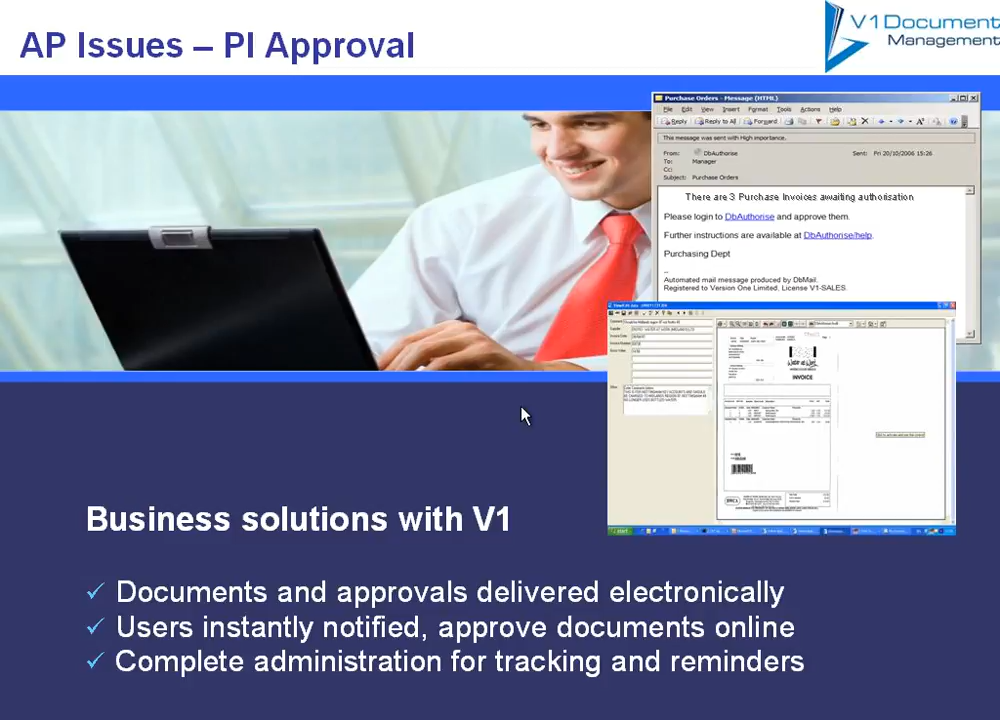 AP Issues – PI Approval
V1 Document
Management
Purchase Orders - Message (HTML)
File Edit View Insert Format Tools Actions Help
Reply Reply to All Forward
This message was sent with High importance.
From: DbAuthorise Sent: Fri 20/10/2006 15:26
To: Manager
Cc:
Subject: Purchase Orders
There are 3 Purchase Invoices awaiting authorisation
Please login to DbAuthorise and approve them.
Further instructions are available at DbAuthorise/help.
Purchasing Dept
--
Automated mail message produced by DbMail.
Registered to Version One Limited, License V1-SALES.
INVOICE
start
Business solutions with V1
✓ Documents and approvals delivered electronically
✓ Users instantly notified, approve documents online
✓ Complete administration for tracking and reminders